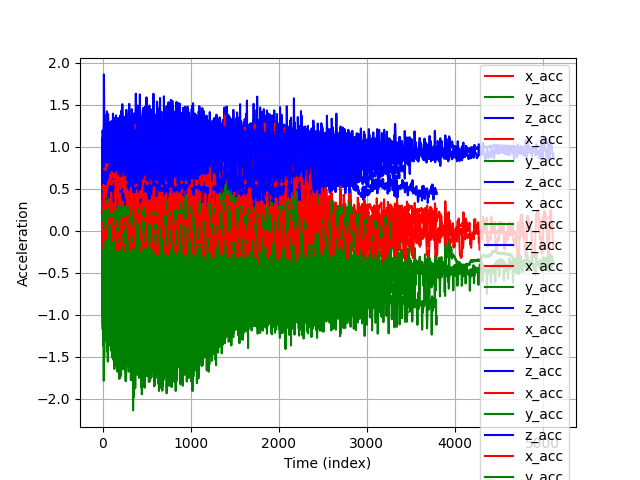 2.0
1.5
1.0
0.5
0.0
−0.5
−1.0
−1.5
−2.0
Acceleration
0
1000
2000
3000
4000
5000
Time (index)
x_acc
y_acc
z_acc
x_acc
y_acc
z_acc
x_acc
y_acc
z_acc
x_acc
y_acc
z_acc
x_acc
y_acc
z_acc
x_acc
y_acc
z_acc
x_acc
y_acc